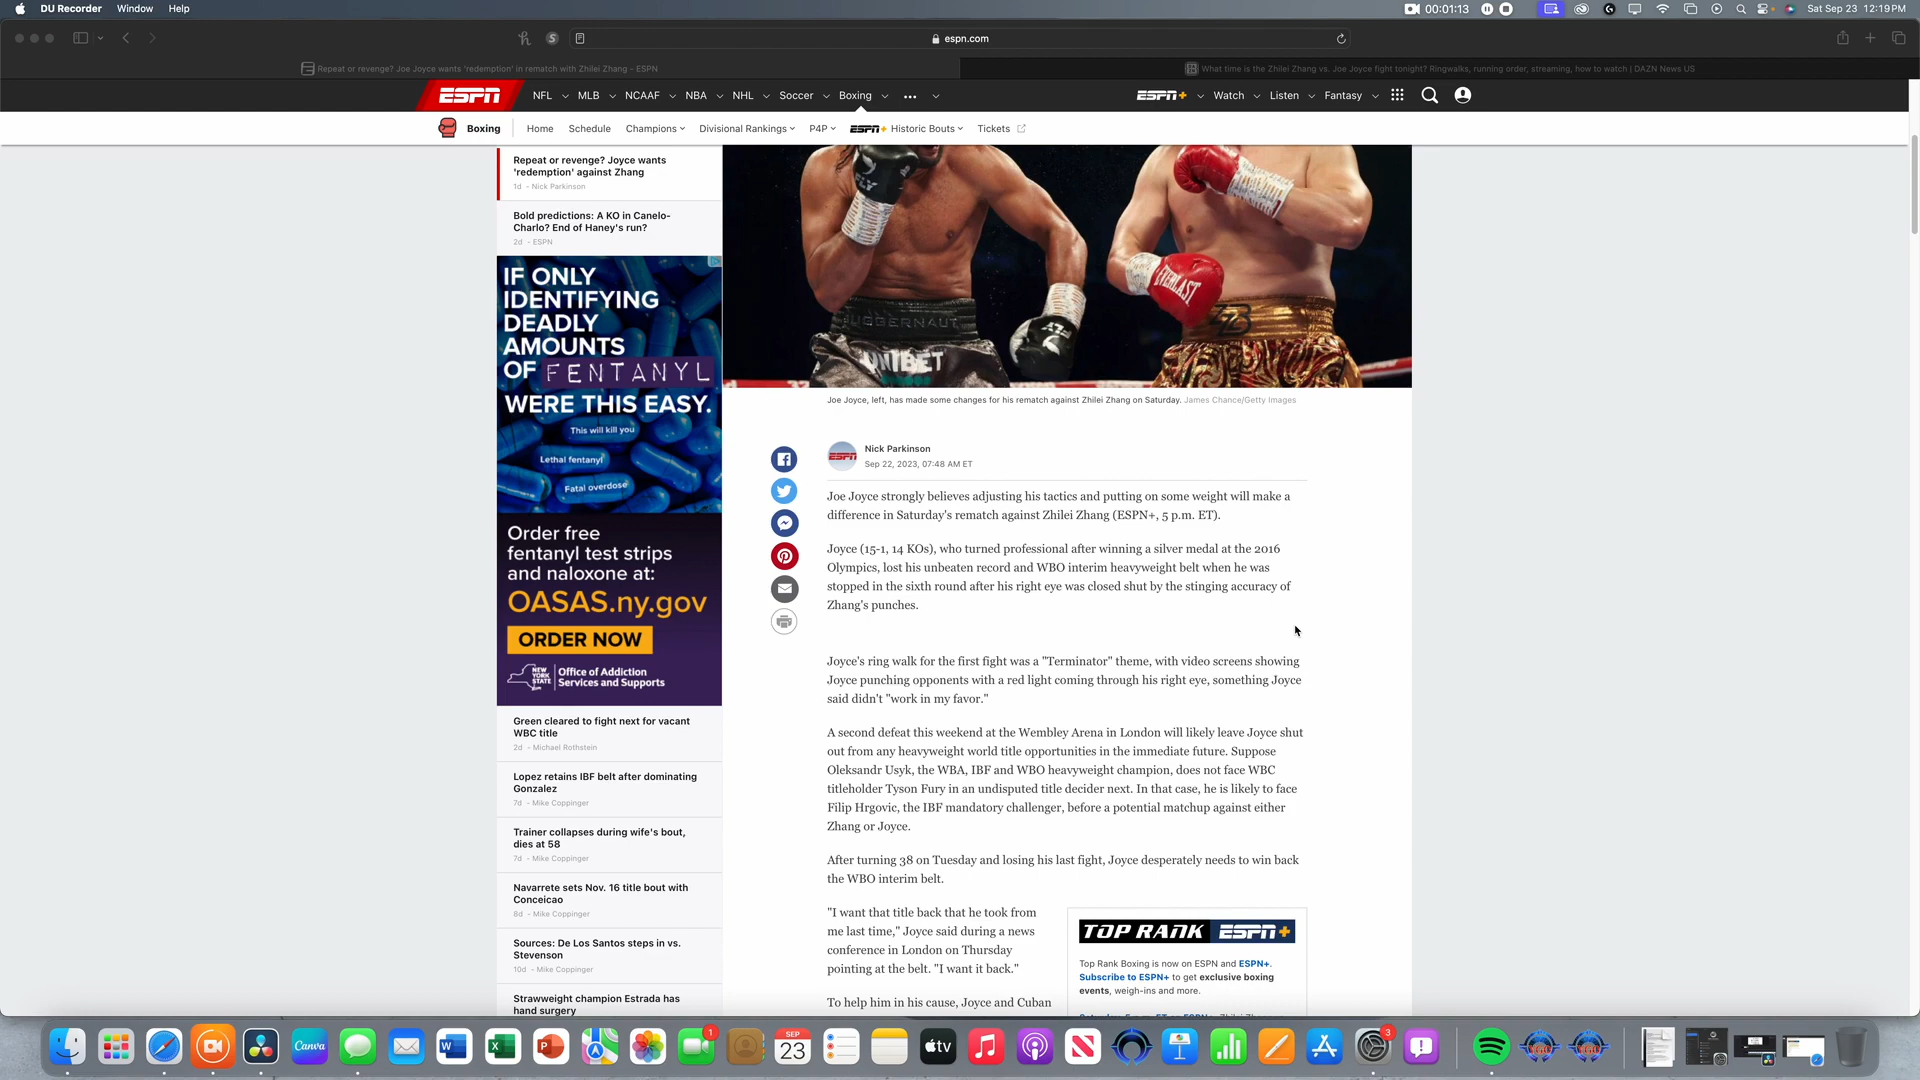 DU Recorder Window Help
00:01:13
Sat Sep 23 12:19 PM
espn.com
Repeat or revenge? Joe Joyce wants 'redemption' in rematch with Zhilei Zhang - ESPN
What time is the Zhilei Zhang vs. Joe Joyce fight tonight? Ringwalks, running order, streaming, how to watch | DAZN News US
ESPN NFL MLB NCAAF NBA NHL Soccer Boxing ••• ESPN+ Watch Listen Fantasy
Boxing Home Schedule Champions Divisional Rankings P4P ESPN+ Historic Bouts Tickets
Repeat or revenge? Joyce wants
'redemption' against Zhang
1d - Nick Parkinson
Bold predictions: A KO in Canelo-
Charlo? End of Haney's run?
2d - ESPN
IF ONLY
IDENTIFYING
DEADLY
AMOUNTS
OF FENTANYL
WERE THIS EASY.
This will kill you
Lethal fentanyl
Fatal overdose
Order free
fentanyl test strips
and naloxone at:
OASAS.ny.gov
ORDER NOW
NEW YORK STATE
Office of Addiction
Services and Supports
Green cleared to fight next for vacant
WBC title
2d - Michael Rothstein
Lopez retains IBF belt after dominating
Gonzalez
7d - Mike Coppinger
Trainer collapses during wife's bout,
dies at 58
7d - Mike Coppinger
Navarrete sets Nov. 16 title bout with
Conceicao
8d - Mike Coppinger
Sources: De Los Santos steps in vs.
Stevenson
10d - Mike Coppinger
Strawweight champion Estrada has
hand surgery
FLY
JUGGERNAUT
UNIBET
FLY
EVERLAST
ZB
Joe Joyce, left, has made some changes for his rematch against Zhilei Zhang on Saturday. James Chance/Getty Images
ESPN
Nick Parkinson
Sep 22, 2023, 07:48 AM ET
Joe Joyce strongly believes adjusting his tactics and putting on some weight will make a
difference in Saturday's rematch against Zhilei Zhang (ESPN+, 5 p.m. ET).
Joyce (15-1, 14 KOs), who turned professional after winning a silver medal at the 2016
Olympics, lost his unbeaten record and WBO interim heavyweight belt when he was
stopped in the sixth round after his right eye was closed shut by the stinging accuracy of
Zhang's punches.
Joyce's ring walk for the first fight was a "Terminator" theme, with video screens showing
Joyce punching opponents with a red light coming through his right eye, something Joyce
said didn't "work in my favor."
A second defeat this weekend at the Wembley Arena in London will likely leave Joyce shut
out from any heavyweight world title opportunities in the immediate future. Suppose
Oleksandr Usyk, the WBA, IBF and WBO heavyweight champion, does not face WBC
titleholder Tyson Fury in an undisputed title decider next. In that case, he is likely to face
Filip Hrgovic, the IBF mandatory challenger, before a potential matchup against either
Zhang or Joyce.
After turning 38 on Tuesday and losing his last fight, Joyce desperately needs to win back
the WBO interim belt.
"I want that title back that he took from
me last time," Joyce said during a news
conference in London on Thursday
pointing at the belt. "I want it back."
To help him in his cause, Joyce and Cuban
TOP RANK ESPN+
Top Rank Boxing is now on ESPN and ESPN+.
Subscribe to ESPN+ to get exclusive boxing
events, weigh-ins and more.
Canva
1
SEP
23
tv
3